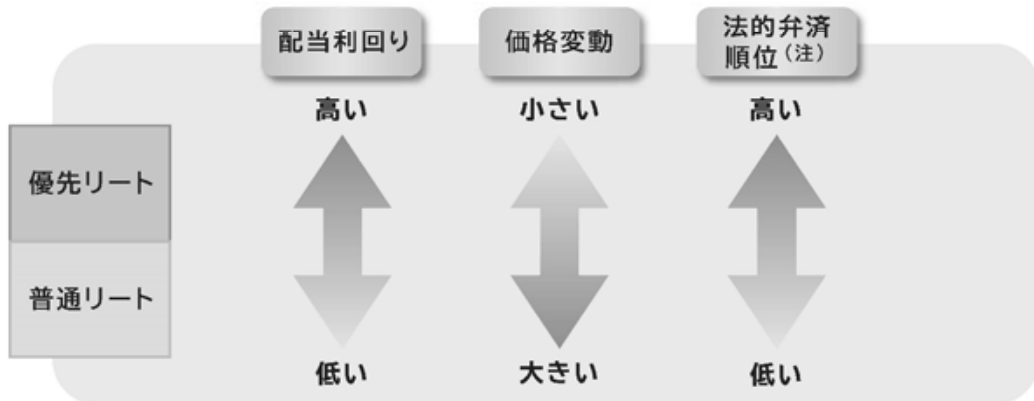 配当利回り
価格変動
法的弁済
順位(注)
高い
小さい
高い
優先リート
普通リート
低い
大きい
低い